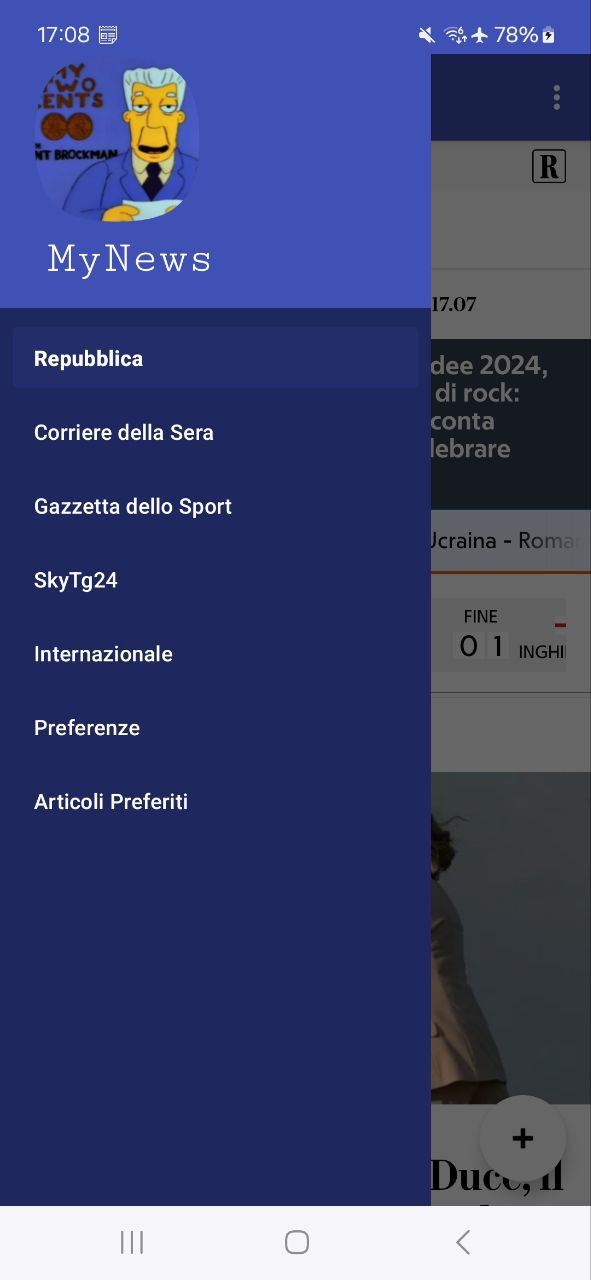 17:08
78%
MY
TWO
CENTS
NT BROCKMAN
MyNews
R
17.07
Repubblica
dee 2024,
di rock:
conta
lebrare
Corriere della Sera
Gazzetta dello Sport
Ucraina - Roma
SkyTg24
FINE
0 1 INGHI
Internazionale
Preferenze
Articoli Preferiti
+
Duce, il